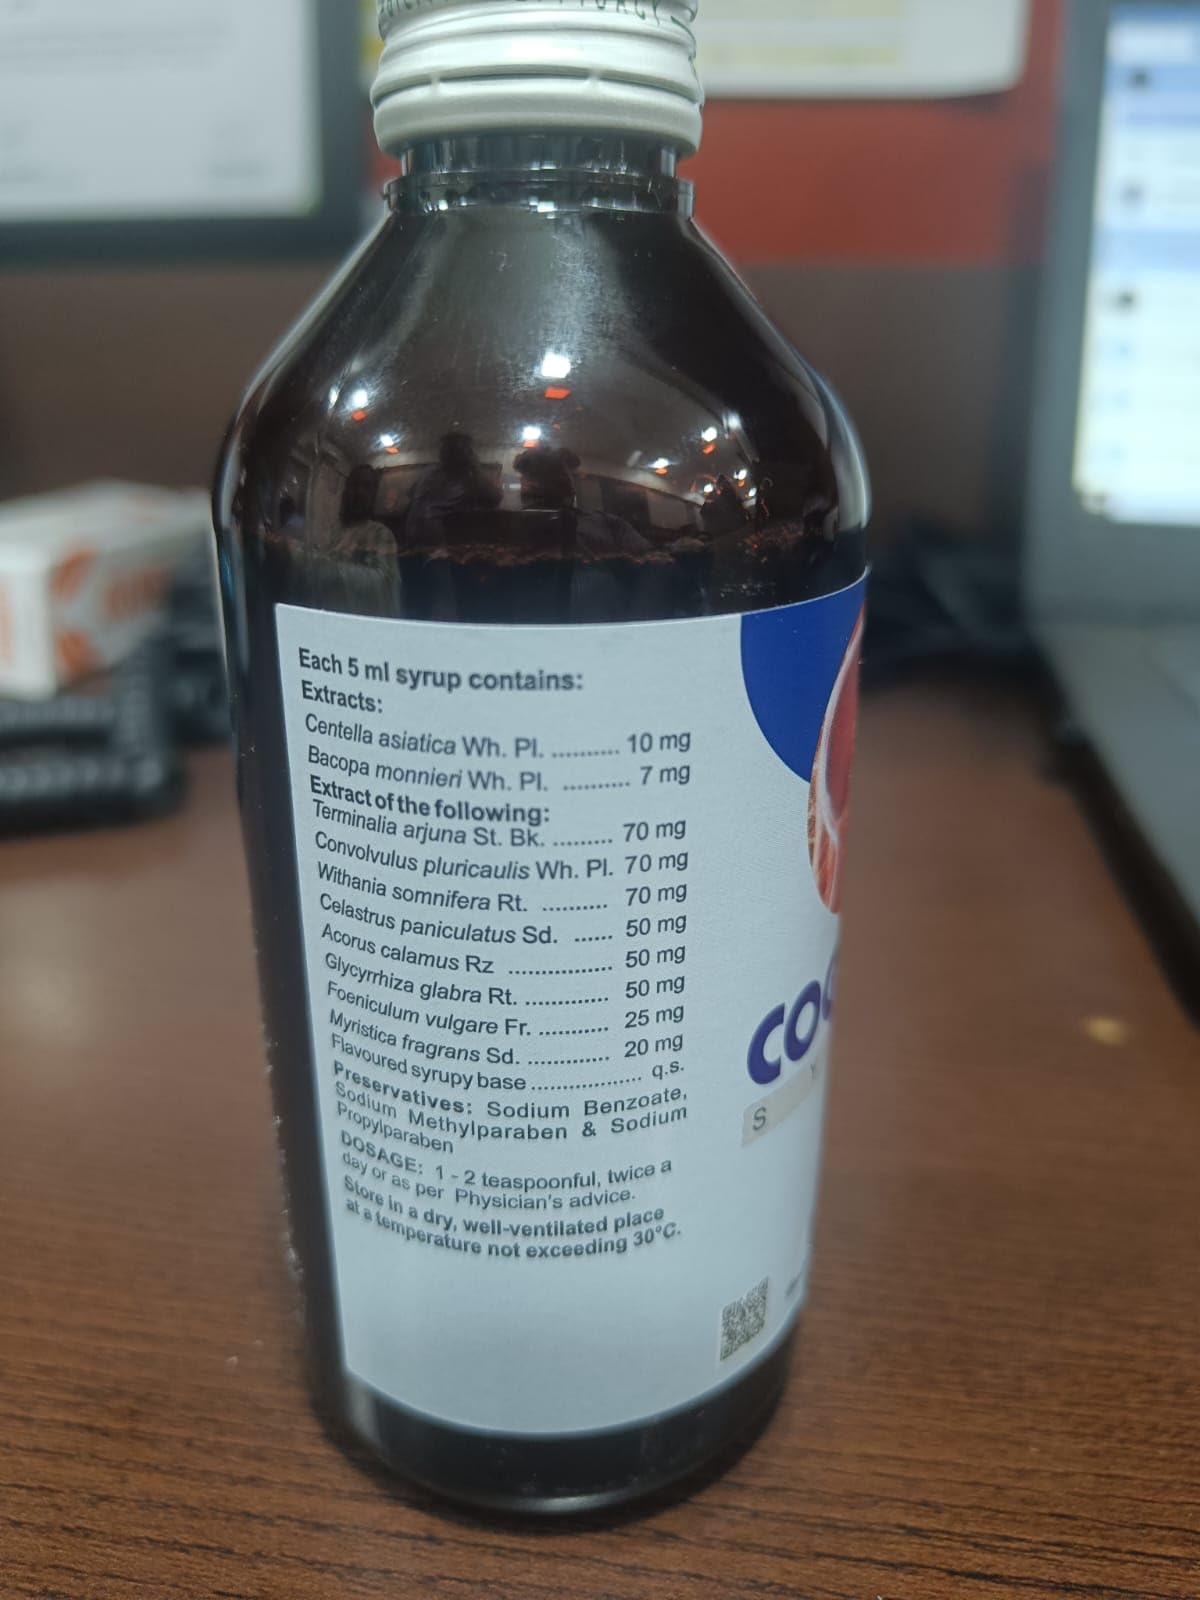 Each 5 ml syrup contains:
Extracts:
Centella asiatica Wh. Pl. .......... 10 mg
Bacopa monnieri Wh. Pl. .......... 7 mg
Extract of the following:
Terminalia arjuna St. Bk. ......... 70 mg
Convolvulus pluricaulis Wh. Pl. 70 mg
Withania somnifera Rt. .......... 70 mg
Celastrus paniculatus Sd. ...... 50 mg
Acorus calamus Rz ................ 50 mg
Glycyrrhiza glabra Rt. ............. 50 mg
Foeniculum vulgare Fr. ........... 25 mg
Myristica fragrans Sd. ............. 20 mg
Flavoured syrupy base ................... q.s.
Preservatives: Sodium Benzoate,
Sodium Methylparaben & Sodium
Propylparaben
DOSAGE: 1 - 2 teaspoonful, twice a
day or as per Physician's advice.
Store in a dry, well-ventilated place
at a temperature not exceeding 30°C.
S